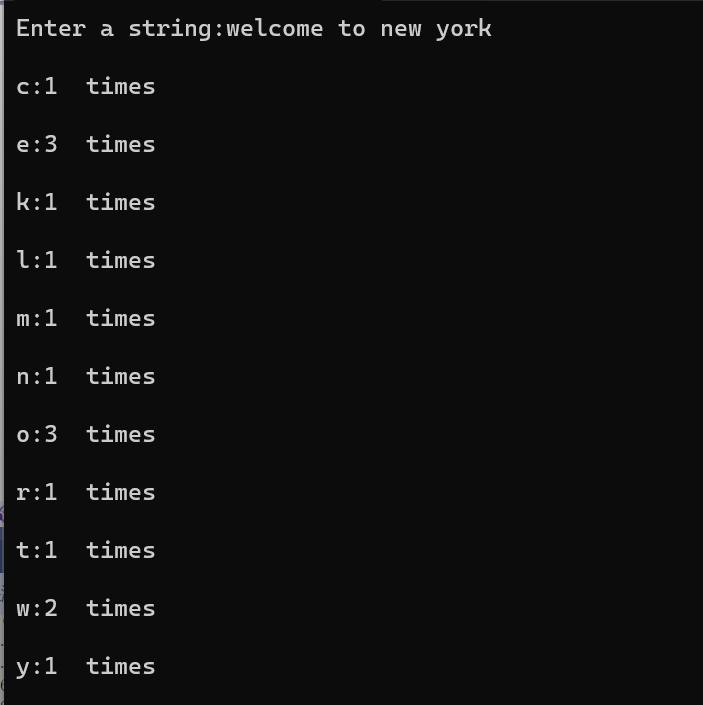 Enter a string:welcome to new york
c:1  times
e:3  times
k:1  times
l:1  times
m:1  times
n:1  times
o:3  times
r:1  times
t:1  times
w:2  times
y:1  times